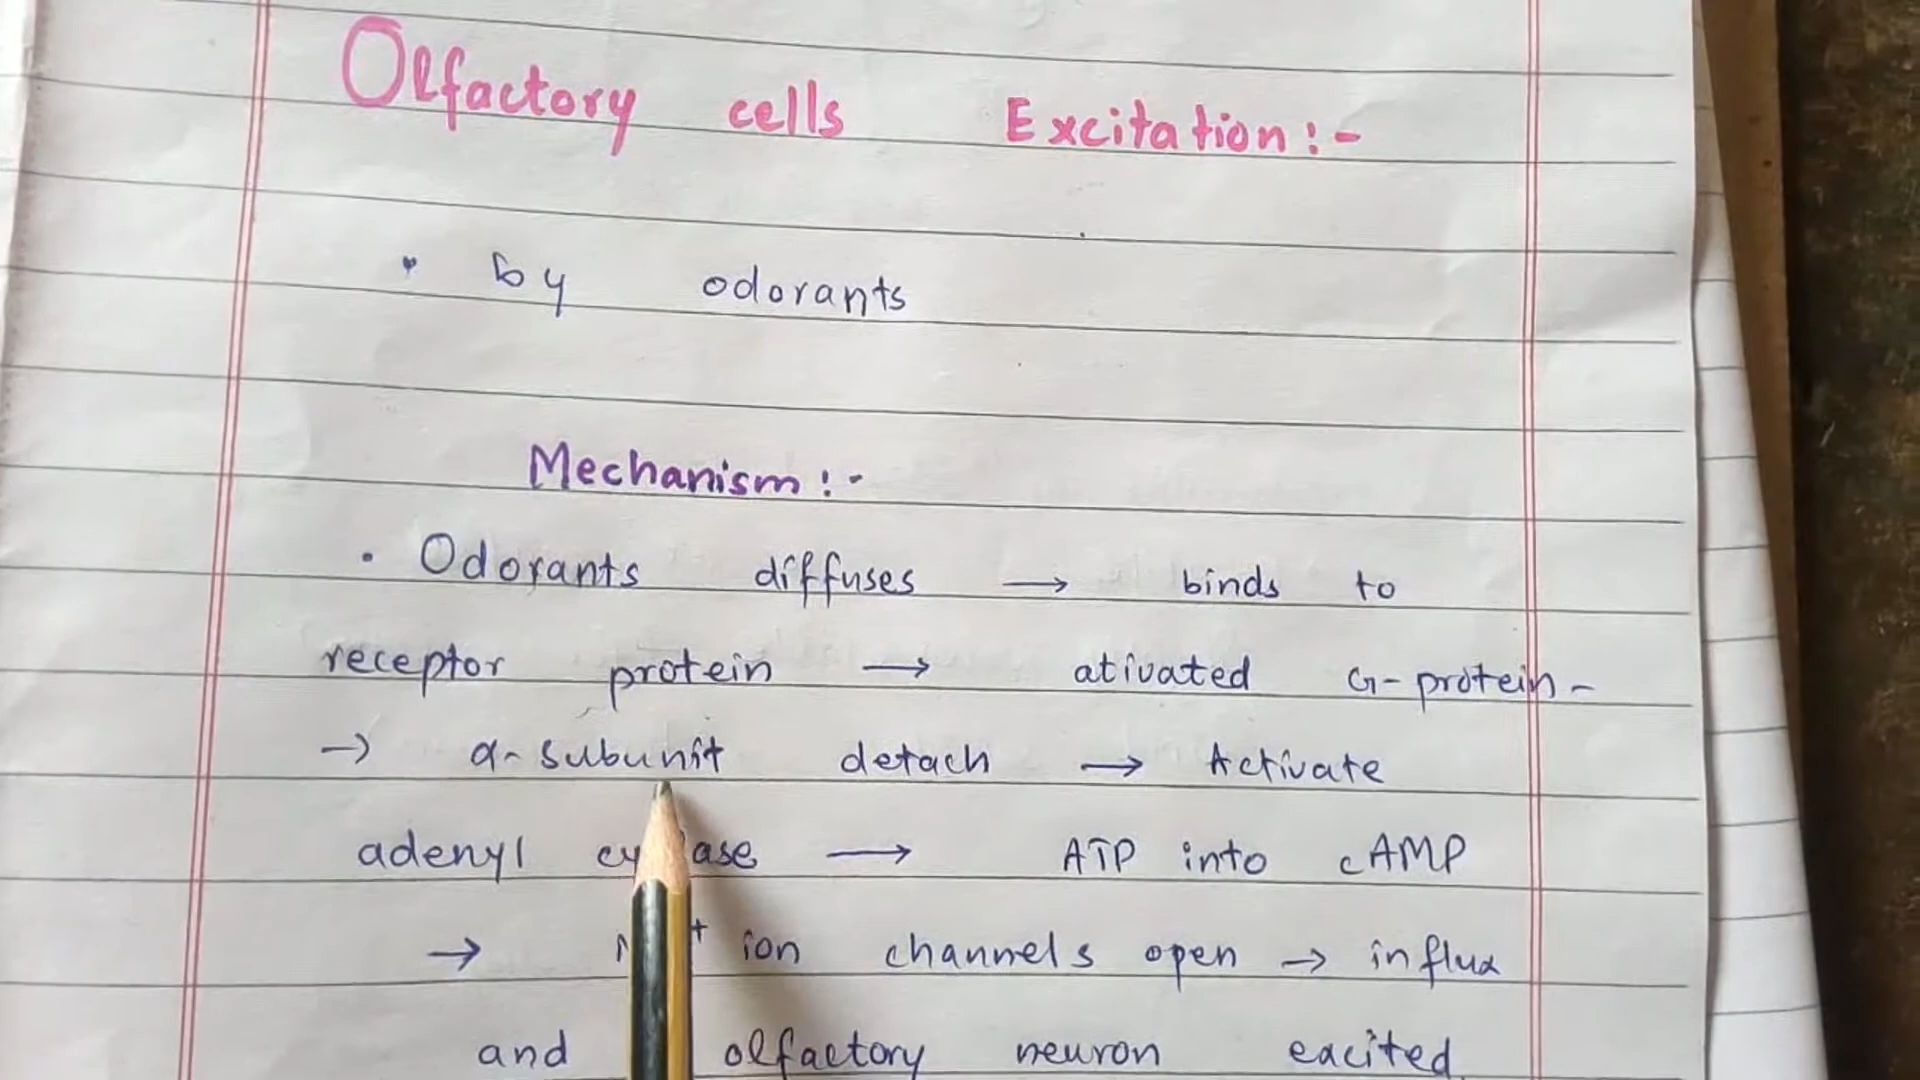 Olfactory cells Excitation:-
• by odorants
Mechanism:-
• Odorants diffuses → binds to
receptor protein → ativated G-protein-
→ α-subunit detach → Activate
adenyl → ATP into cAMP
→ ion channels open → influx
and olfactory neuron excited